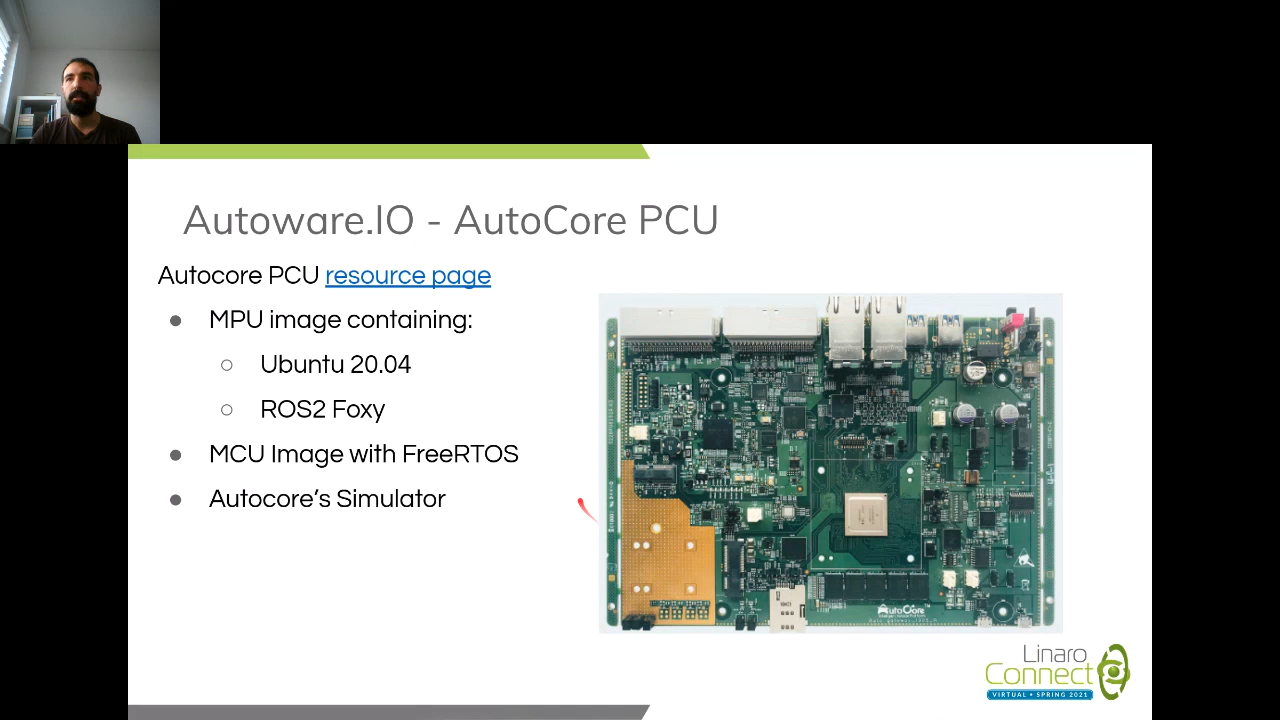 Autoware.IO - AutoCore PCU
Autocore PCU resource page
MPU image containing:
Ubuntu 20.04
ROS2 Foxy
MCU Image with FreeRTOS
Autocore's Simulator
AutoCore
Linaro
Connect
VIRTUAL • SPRING 2021